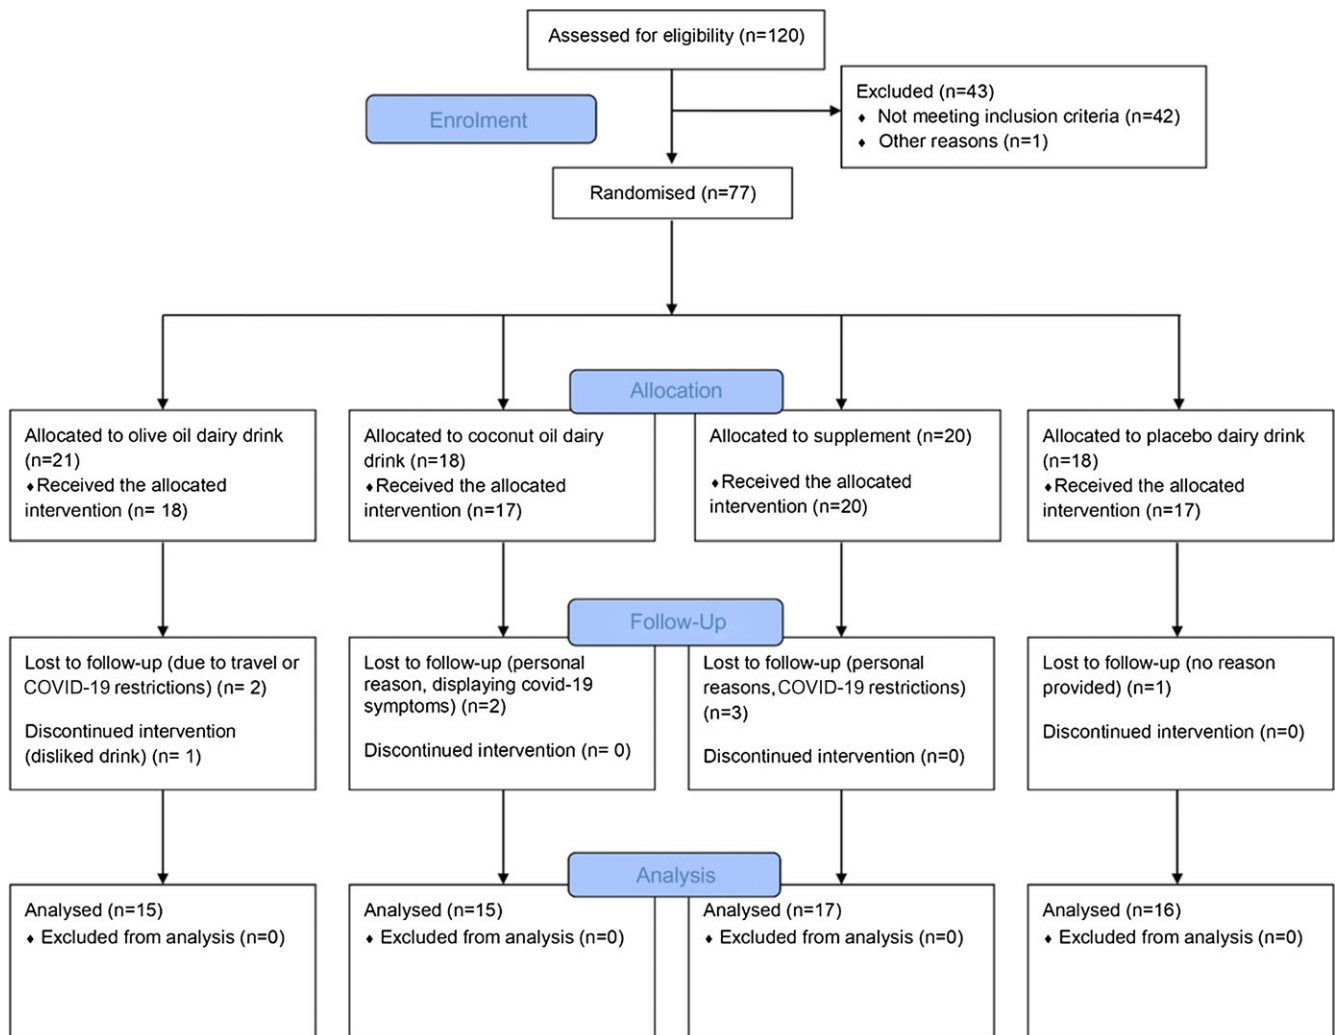 Assessed for eligibility (n=120)
Excluded (n=43)
♦ Not meeting inclusion criteria (n=42)
♦ Other reasons (n=1)
Enrolment
Randomised (n=77)
Allocation
Allocated to olive oil dairy drink
(n=21)
♦Received the allocated
intervention (n= 18)
Allocated to coconut oil dairy
drink (n=18)
♦Received the allocated
intervention (n=17)
Allocated to supplement (n=20)
♦Received the allocated
intervention (n=20)
Allocated to placebo dairy drink
(n=18)
♦Received the allocated
intervention (n=17)
Follow-Up
Lost to follow-up (due to travel or
COVID-19 restrictions) (n= 2)
Discontinued intervention
(disliked drink) (n= 1)
Lost to follow-up (personal
reason, displaying covid-19
symptoms) (n=2)
Discontinued intervention (n= 0)
Lost to follow-up (personal
reasons, COVID-19 restrictions)
(n=3)
Discontinued intervention (n=0)
Lost to follow-up (no reason
provided) (n=1)
Discontinued intervention (n=0)
Analysis
Analysed (n=15)
♦ Excluded from analysis (n=0)
Analysed (n=15)
♦ Excluded from analysis (n=0)
Analysed (n=17)
♦ Excluded from analysis (n=0)
Analysed (n=16)
♦ Excluded from analysis (n=0)